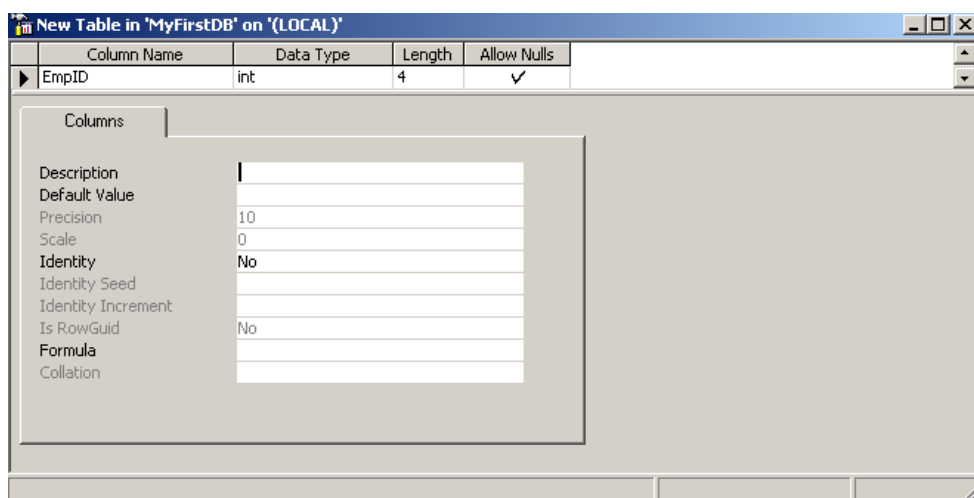 New Table in 'MyFirstDB' on '(LOCAL)'
Column Name Data Type Length Allow Nulls
EmpID int 4
Columns
Description
Default Value
Precision 10
Scale 0
Identity No
Identity Seed
Identity Increment
Is RowGuid No
Formula
Collation